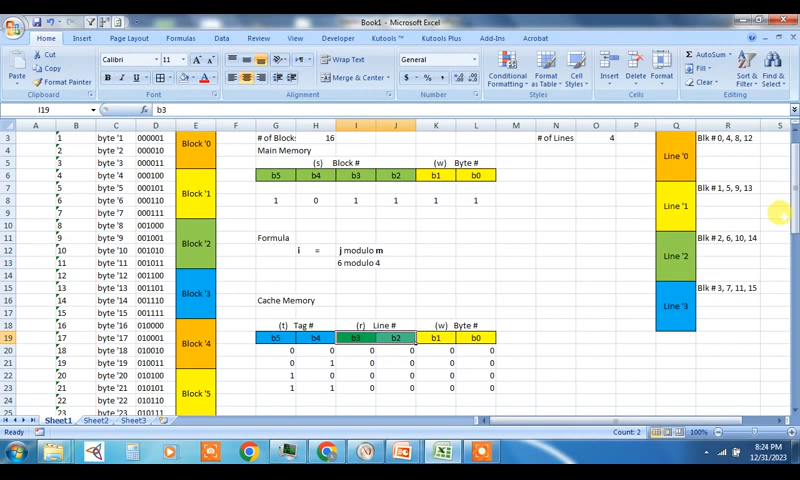 Book1 - Microsoft Excel
Home Insert Page Layout Formulas Data Review View Developer Kutools™ Kutools Plus Add-Ins Acrobat
Paste Cut Copy Format Painter Calibri 11 Wrap Text General Conditional Formatting Format as Table Cell Styles Insert Delete Format AutoSum Fill Clear Sort & Filter Find & Select
Merge & Center
Clipboard Font Alignment Number Styles Cells Editing
I19 fx b3
A B C D E F G H I J K L M N O P Q R S
3 1 byte '1 000001 Block '0 # of Block: 16 # of Lines 4 Line '0 Blk # 0, 4, 8, 12
4 2 byte '2 000010 Main Memory
5 3 byte '3 000011 (s) Block # (w) Byte #
6 4 byte '4 000100 Block '1 b5 b4 b3 b2 b1 b0
7 5 byte '5 000101 Line '1 Blk # 1, 5, 9, 13
8 6 byte '6 000110 1 0 1 1 1 1
9 7 byte '7 000111
10 8 byte '8 001000 Block '2
11 9 byte '9 001001 Formula Line '2 Blk # 2, 6, 10, 14
12 10 byte '10 001010 i = j modulo m
13 11 byte '11 001011 6 modulo 4
14 12 byte '12 001100 Block '3
15 13 byte '13 001101 Line '3 Blk # 3, 7, 11, 15
16 14 byte '14 001110 Cache Memory
17 15 byte '15 001111
18 16 byte '16 010000 Block '4 (t) Tag # (r) Line # (w) Byte #
19 17 byte '17 010001 b5 b4 b3 b2 b1 b0
20 18 byte '18 010010 0 0 0 0 0 0
21 19 byte '19 010011 0 1 0 0 0 0
22 20 byte '20 010100 Block '5 1 0 0 0 0 0
23 21 byte '21 010101 1 1 0 0 0 0
24 22 byte '22 010110
25 23 byte '23 010111
Sheet1 Sheet2 Sheet3
Ready Count: 2 100%
8:24 PM
12/31/2023